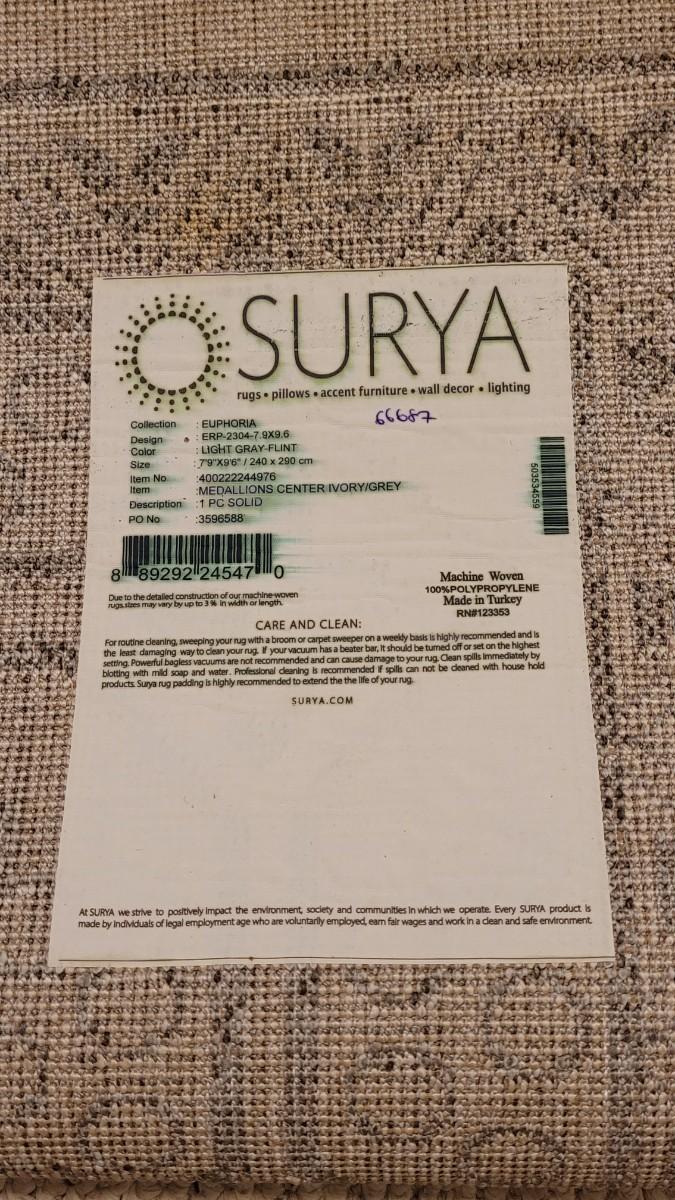 SURYA
rugs • pillows • accent furniture • wall decor • lighting
66687
Collection : EUPHORIA
Design : ERP-2304-7.9X9.6
Color : LIGHT GRAY-FLINT
Size : 7'9"X9'6" / 240 x 290 cm
Item No :400222244976
Item :MEDALLIONS CENTER IVORY/GREY
Description :1 PC SOLID
PO No :3596588
503534659
8 89292 24547 0
Due to the detailed construction of our machine-woven
rugs,sizes may vary by up to 3 % in width or length.
Machine Woven
100%POLYPROPYLENE
Made in Turkey
RN#123353
CARE AND CLEAN:
For routine cleaning, sweeping your rug with a broom or carpet sweeper on a weekly basis is highly recommended and is
the least damaging way to clean your rug. If your vacuum has a beater bar, it should be turned off or set on the highest
setting. Powerful bagless vacuums are not recommended and can cause damage to your rug. Clean spills immediately by
blotting with mild soap and water. Professional cleaning is recommended if spills can not be cleaned with house hold
products. Surya rug padding is highly recommended to extend the the life of your rug.
SURYA.COM
At SURYA we strive to positively impact the environment, society and communities in which we operate. Every SURYA product is
made by individuals of legal employment age who are voluntarily employed, earn fair wages and work in a clean and safe environment.